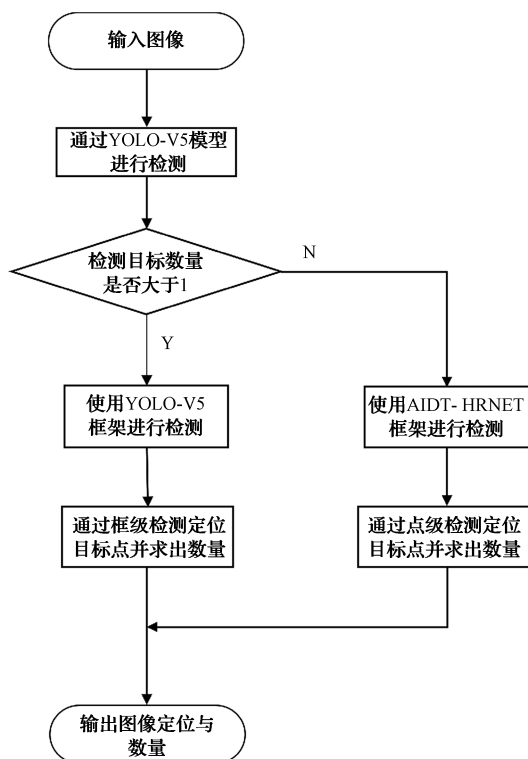 输入图像
通过YOLO-V5模型
进行检测
检测目标数量
是否大于1
N
Y
使用YOLO-V5
框架进行检测
使用AIDT- HRNET
框架进行检测
通过框级检测定位
目标点并求出数量
通过点级检测定位
目标点并求出数量
输出图像定位与
数量